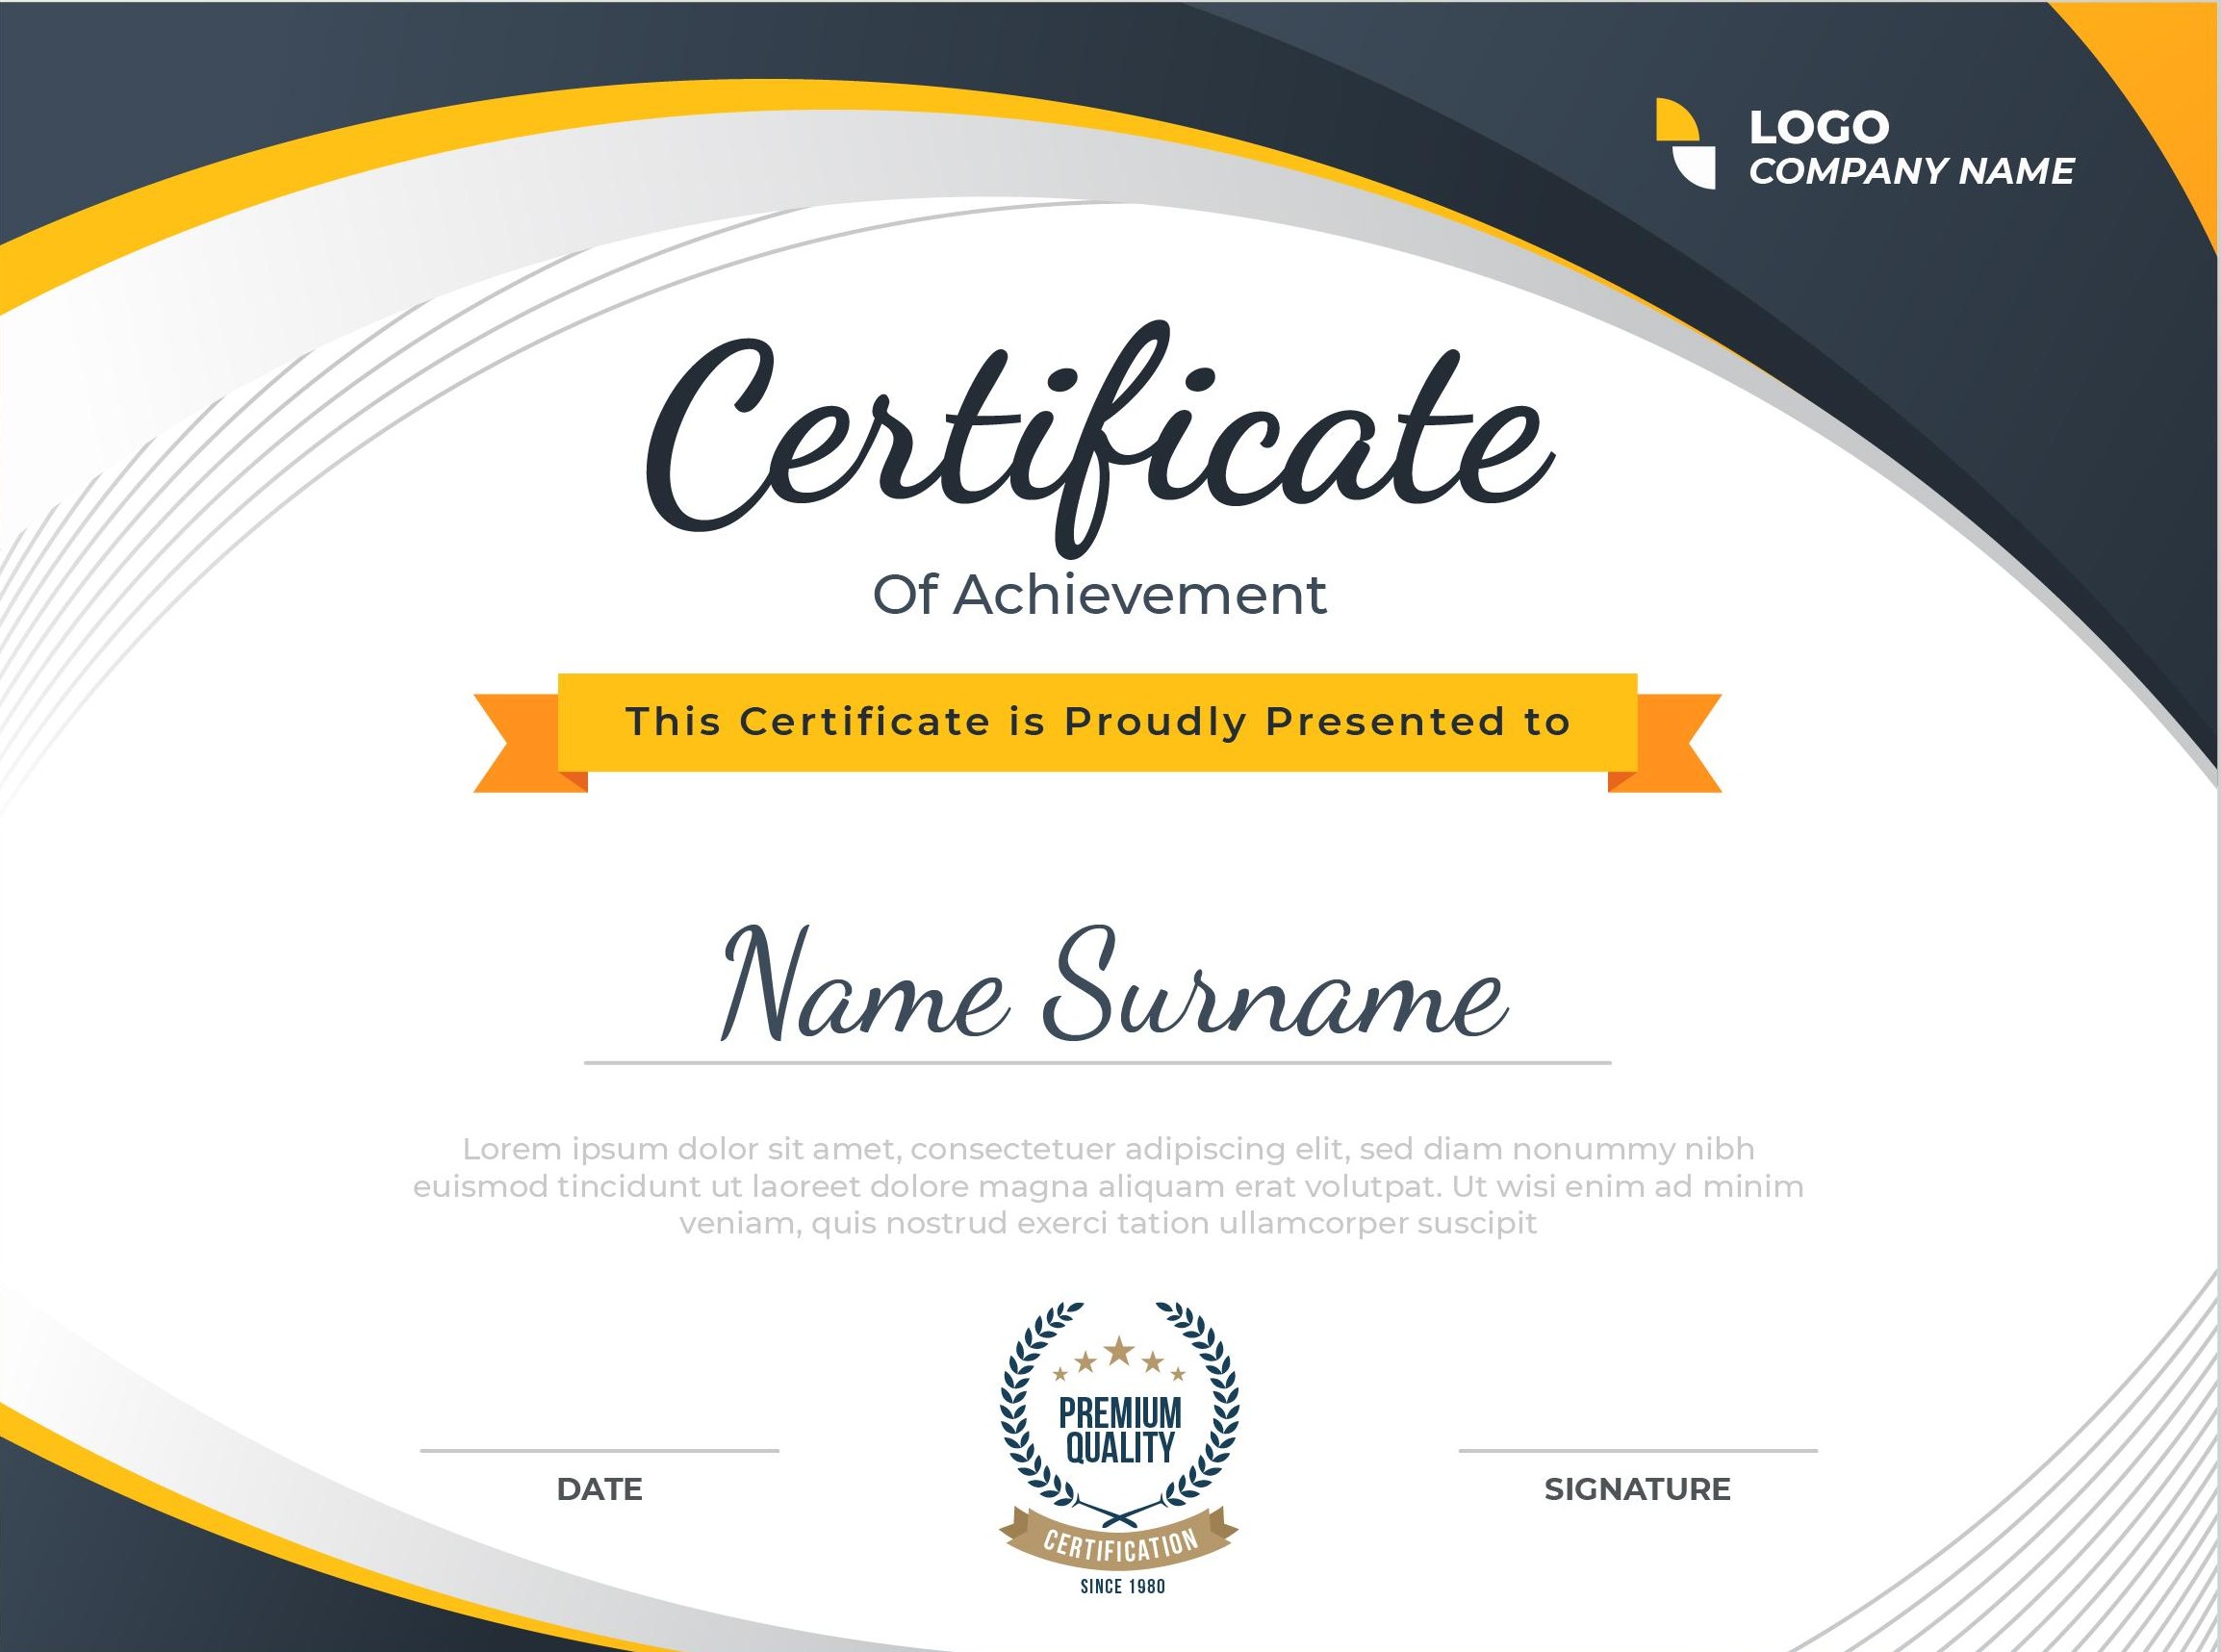 LOGO
COMPANY NAME
Certificate
Of Achievement
This Certificate is Proudly Presented to
Name Surname
Lorem ipsum dolor sit amet, consectetuer adipiscing elit, sed diam nonummy nibh
euismod tincidunt ut laoreet dolore magna aliquam erat volutpat. Ut wisi enim ad minim
veniam, quis nostrud exerci tation ullamcorper suscipit
PREMIUM
QUALITY
DATE
SIGNATURE
CERTIFICATION
SINCE 1980